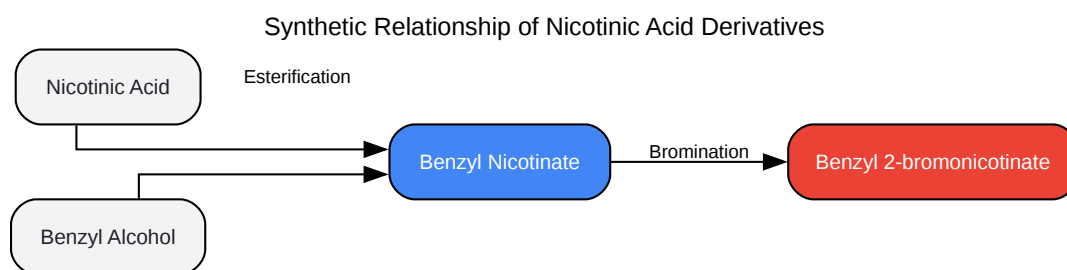 Synthetic Relationship of Nicotinic Acid Derivatives
Nicotinic Acid
Esterification
Benzyl Nicotinate
Bromination
Benzyl 2-bromonicotinate
Benzyl Alcohol